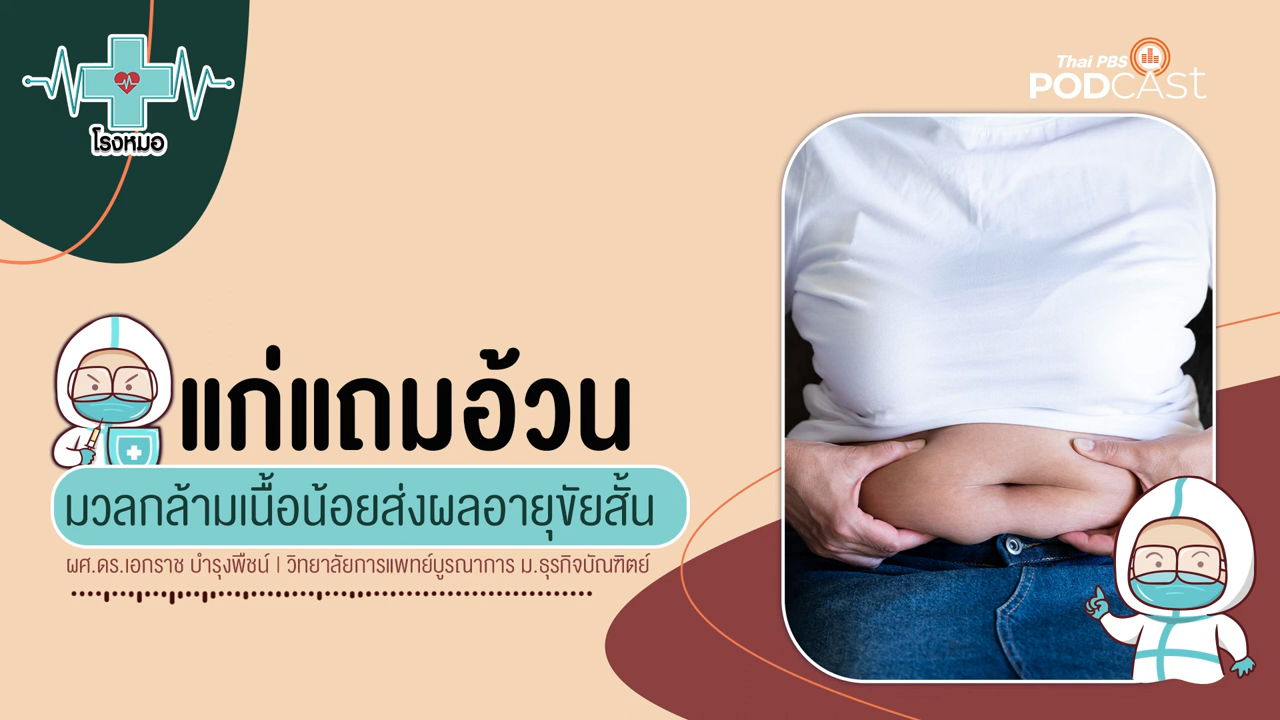 โรงหมอ
Thai PBS
PODCAST
แก่แถมอ้วน
มวลกล้ามเนื้อน้อยส่งผลอายุขัยสั้น
ผศ.ดร.เอกราช บำรุงพืชน์ | วิทยาลัยการแพทย์บูรณาการ ม.ธุรกิจบัณฑิตย์